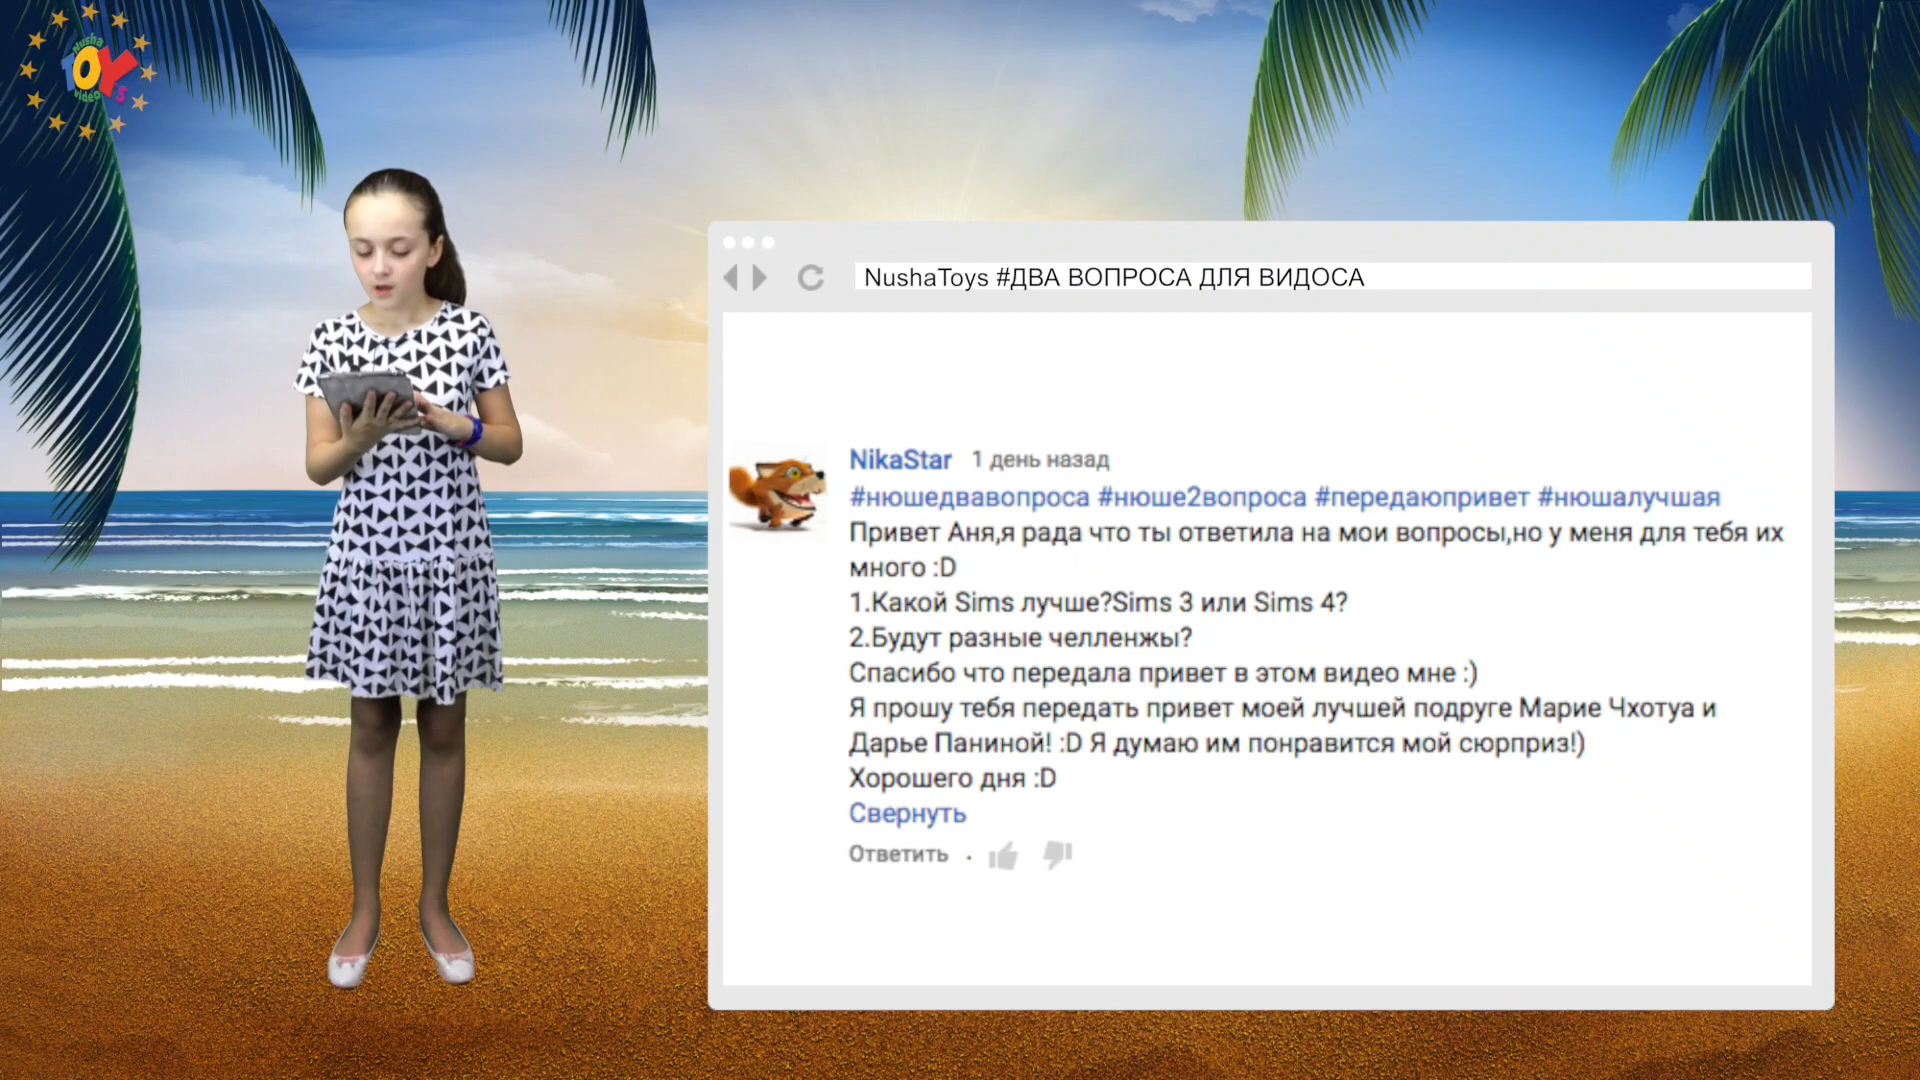 Nusha
TOYs
video
NushaToys #ДВА ВОПРОСА ДЛЯ ВИДОСА
NikaStar 1 день назад
#нюшедвавопроса #нюше2вопроса #передаюпривет #нюшалучшая
Привет Аня,я рада что ты ответила на мои вопросы,но у меня для тебя их
много :D
1.Какой Sims лучше?Sims 3 или Sims 4?
2.Будут разные челленжы?
Спасибо что передала привет в этом видео мне :)
Я прошу тебя передать привет моей лучшей подруге Марие Чхотуа и
Дарье Паниной! :D Я думаю им понравится мой сюрприз!)
Хорошего дня :D
Свернуть
Ответить .